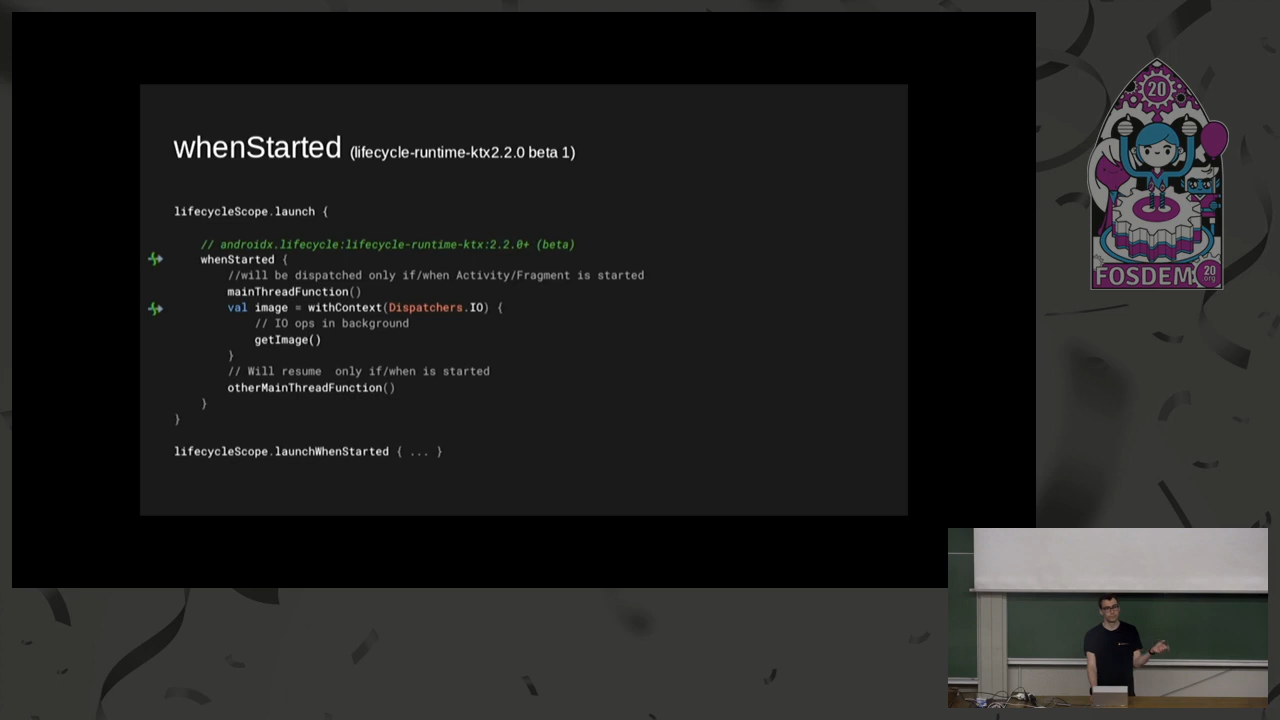 whenStarted (lifecycle-runtime-ktx2.2.0 beta 1)
lifecycleScope.launch {
// androidx.lifecycle:lifecycle-runtime-ktx:2.2.0+ (beta)
whenStarted {
//will be dispatched only if/when Activity/Fragment is started
mainThreadFunction()
val image = withContext(Dispatchers.IO) {
// IO ops in background
getImage()
}
// Will resume  only if/when is started
otherMainThreadFunction()
}
}
lifecycleScope.launchWhenStarted { ... }
20
FOSDEM
20
.org